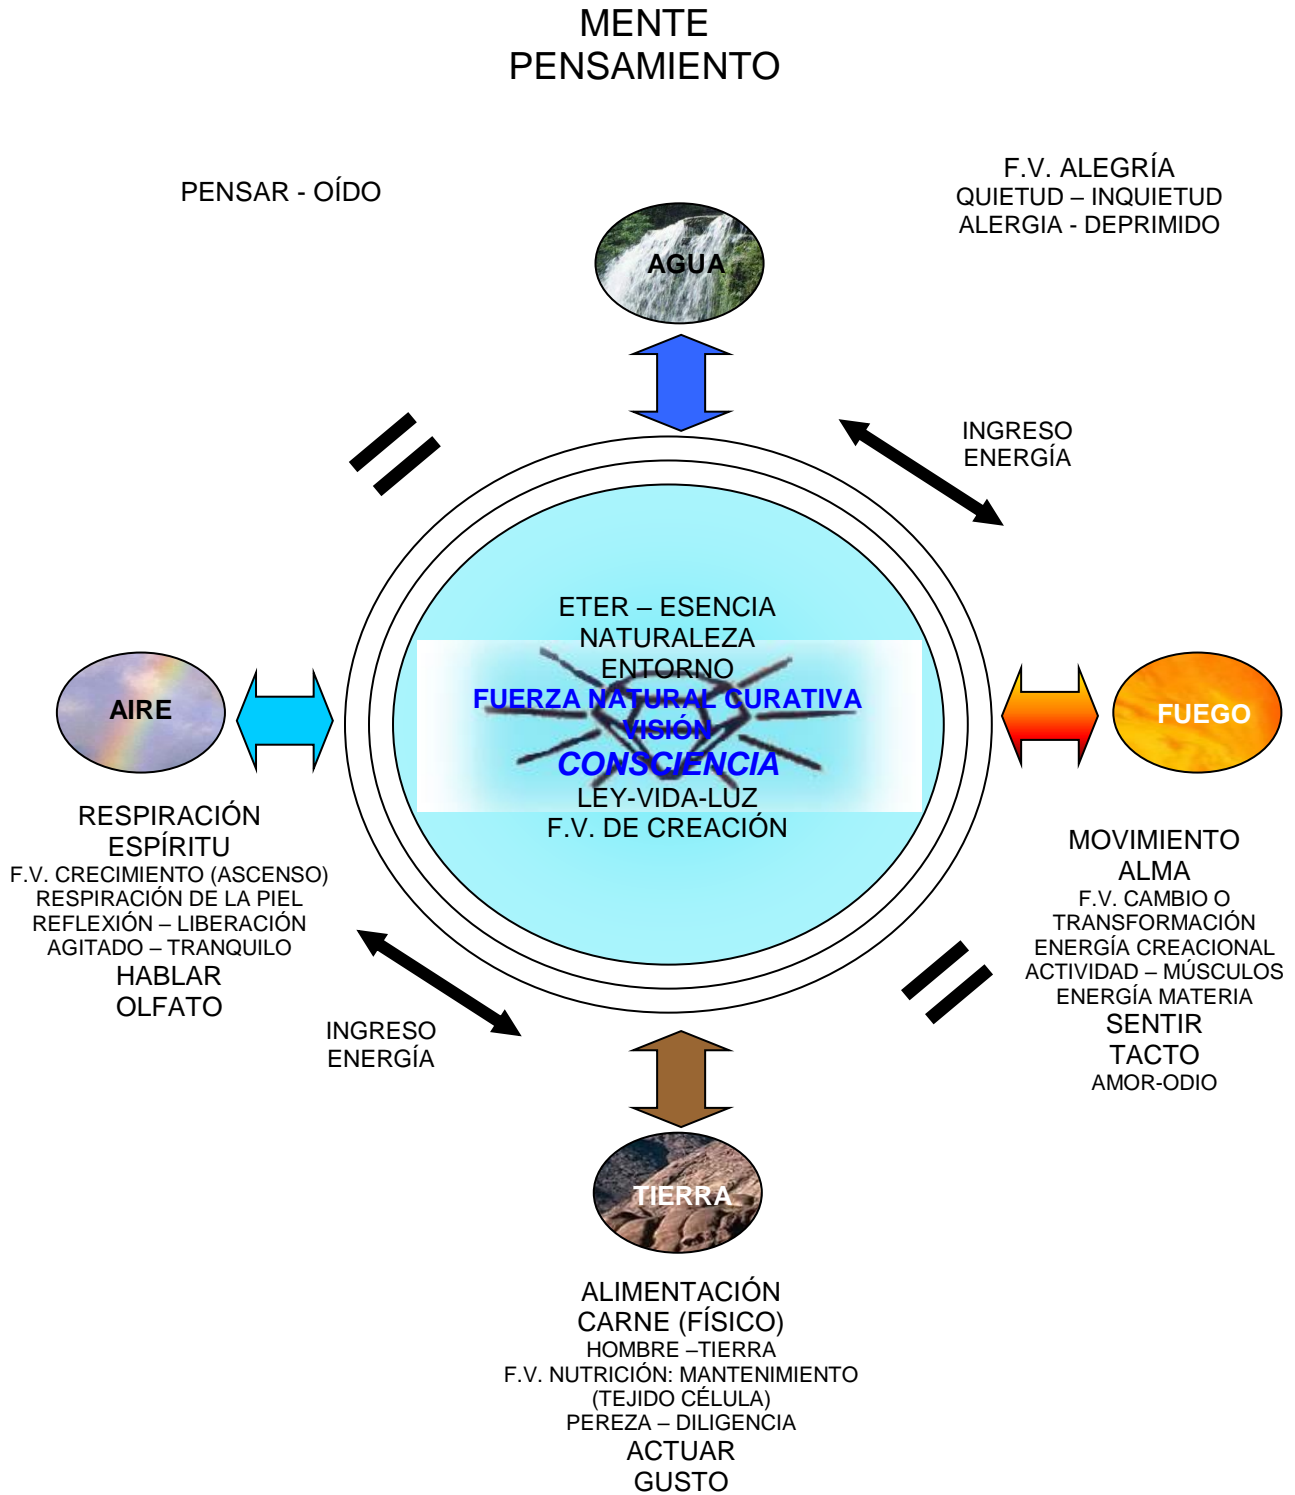 MENTE
PENSAMIENTO
PENSAR - OÍDO
F.V. ALEGRÍA
QUIETUD – INQUIETUD
ALERGIA - DEPRIMIDO
AGUA
INGRESO
ENERGÍA
ETER – ESENCIA
NATURALEZA
ENTORNO
FUERZA NATURAL CURATIVA
VISIÓN
CONSCIENCIA
LEY-VIDA-LUZ
F.V. DE CREACIÓN
AIRE
RESPIRACIÓN
ESPÍRITU
F.V. CRECIMIENTO (ASCENSO)
RESPIRACIÓN DE LA PIEL
REFLEXIÓN – LIBERACIÓN
AGITADO – TRANQUILO
HABLAR
OLFATO
FUEGO
MOVIMIENTO
ALMA
F.V. CAMBIO O
TRANSFORMACIÓN
ENERGÍA CREACIONAL
ACTIVIDAD – MÚSCULOS
ENERGÍA MATERIA
SENTIR
TACTO
AMOR-ODIO
INGRESO
ENERGÍA
TIERRA
ALIMENTACIÓN
CARNE (FÍSICO)
HOMBRE –TIERRA
F.V. NUTRICIÓN: MANTENIMIENTO
(TEJIDO CÉLULA)
PEREZA – DILIGENCIA
ACTUAR
GUSTO